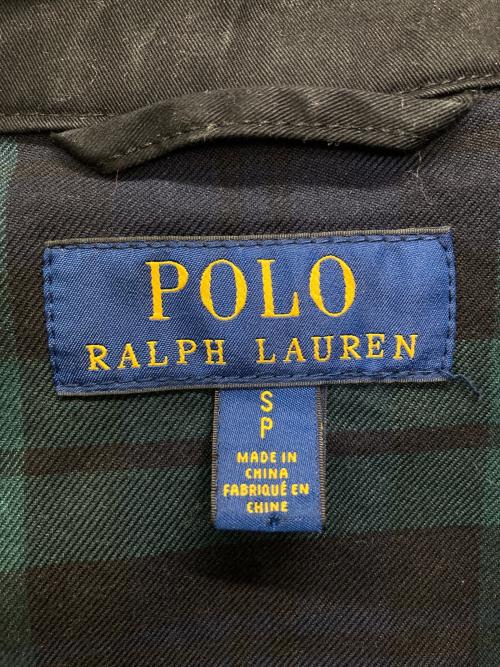 POLO
RALPH LAUREN
S
P
MADE IN
CHINA
FABRIQUÉ EN
CHINE